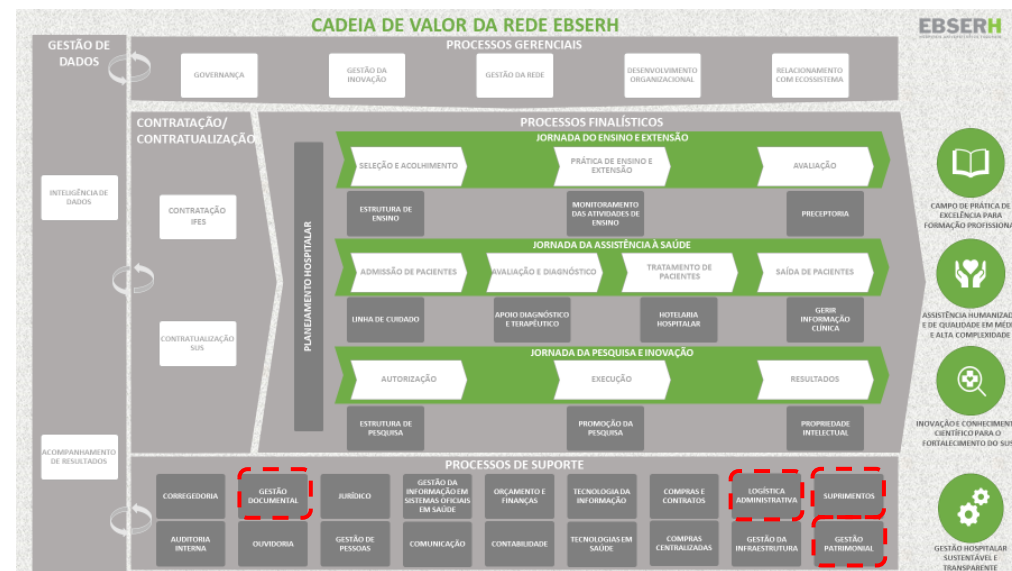 CADEIA DE VALOR DA REDE EBSERH
EBSERH
GESTÃO DE
DADOS
PROCESSOS GERENCIAIS
GOVERNANÇA
GESTÃO DA
INOVAÇÃO
GESTÃO DA REDE
DESENVOLVIMENTO
ORGANIZACIONAL
RELACIONAMENTO
COM ECOSSISTEMA
INTELIGÊNCIA DE
DADOS
ACOMPANHAMENTO
DE RESULTADOS
CONTRATAÇÃO/
CONTRATUALIZAÇÃO
CONTRATAÇÃO
IFES
CONTRATUALIZAÇÃO
SUS
PROCESSOS FINALÍSTICOS
PLANEJAMENTO HOSPITALAR
JORNADA DO ENSINO E EXTENSÃO
SELEÇÃO E ACOLHIMENTO
PRÁTICA DE ENSINO E
EXTENSÃO
AVALIAÇÃO
ESTRUTURA DE
ENSINO
MONITORAMENTO
DAS ATIVIDADES DE
ENSINO
PRECEPTORIA
JORNADA DA ASSISTÊNCIA À SAÚDE
ADMISSÃO DE PACIENTES
AVALIAÇÃO E DIAGNÓSTICO
TRATAMENTO DE
PACIENTES
SAÍDA DE PACIENTES
LINHA DE CUIDADO
APOIO DIAGNÓSTICO
E TERAPÊUTICO
HOTELARIA
HOSPITALAR
GERIR
INFORMAÇÃO
CLÍNICA
JORNADA DA PESQUISA E INOVAÇÃO
AUTORIZAÇÃO
EXECUÇÃO
RESULTADOS
ESTRUTURA DE
PESQUISA
PROMOÇÃO DA
PESQUISA
PROPRIEDADE
INTELECTUAL
CAMPO DE PRÁTICA DE
EXCELÊNCIA PARA
FORMAÇÃO PROFISSIONA
ASSISTÊNCIA HUMANIZAD
E DE QUALIDADE EM MÉD
E ALTA COMPLEXIDADE
INOVAÇÃO E CONHECIMENT
CIENTÍFICO PARA O
FORTALECIMENTO DO SUS
GESTÃO HOSPITALAR
SUSTENTÁVEL E
TRANSPARENTE
PROCESSOS DE SUPORTE
CORREGEDORIA
GESTÃO
DOCUMENTAL
JURÍDICO
GESTÃO DA
INFORMAÇÃO EM
SISTEMAS OFICIAIS
EM SAÚDE
ORÇAMENTO E
FINANÇAS
TECNOLOGIA DA
INFORMAÇÃO
COMPRAS E
CONTRATOS
LOGÍSTICA
ADMINISTRATIVA
SUPRIMENTOS
AUDITORIA
INTERNA
OUVIDORIA
GESTÃO DE
PESSOAS
COMUNICAÇÃO
CONTABILIDADE
TECNOLOGIAS EM
SAÚDE
COMPRAS
CENTRALIZADAS
GESTÃO DA
INFRAESTRUTURA
GESTÃO
PATRIMONIAL